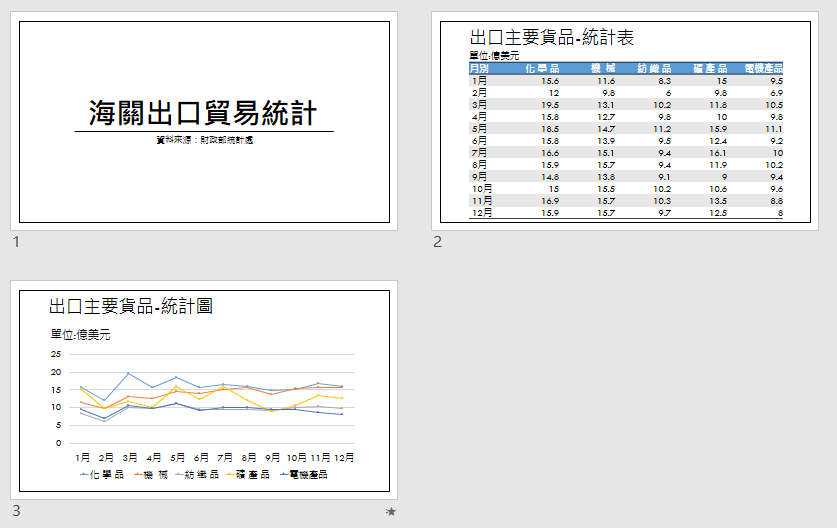 海關出口貿易統計
資料來源：財政部統計處
1
出口主要貨品-統計表
單位:億美元
月別 化 學 品 機 械 紡 織 品 礦 產 品 電機產品
1月 15.6 11.6 8.3 15 9.5
2月 12 9.8 6 9.8 6.9
3月 19.5 13.1 10.2 11.8 10.5
4月 15.8 12.7 9.8 10 9.8
5月 18.5 14.7 11.2 15.9 11.1
6月 15.8 13.9 9.5 12.4 9.2
7月 16.6 15.1 9.4 16.1 10
8月 15.9 15.7 9.4 11.9 10.2
9月 14.8 13.8 9.1 9 9.4
10月 15 15.5 10.2 10.6 9.6
11月 16.9 15.7 10.3 13.5 8.8
12月 15.9 15.7 9.7 12.5 8
2
出口主要貨品-統計圖
單位:億美元
25
20
15
10
5
0
1月 2月 3月 4月 5月 6月 7月 8月 9月 10月 11月 12月
化 學 品 機 械 紡 織 品 礦 產 品 電機產品
3